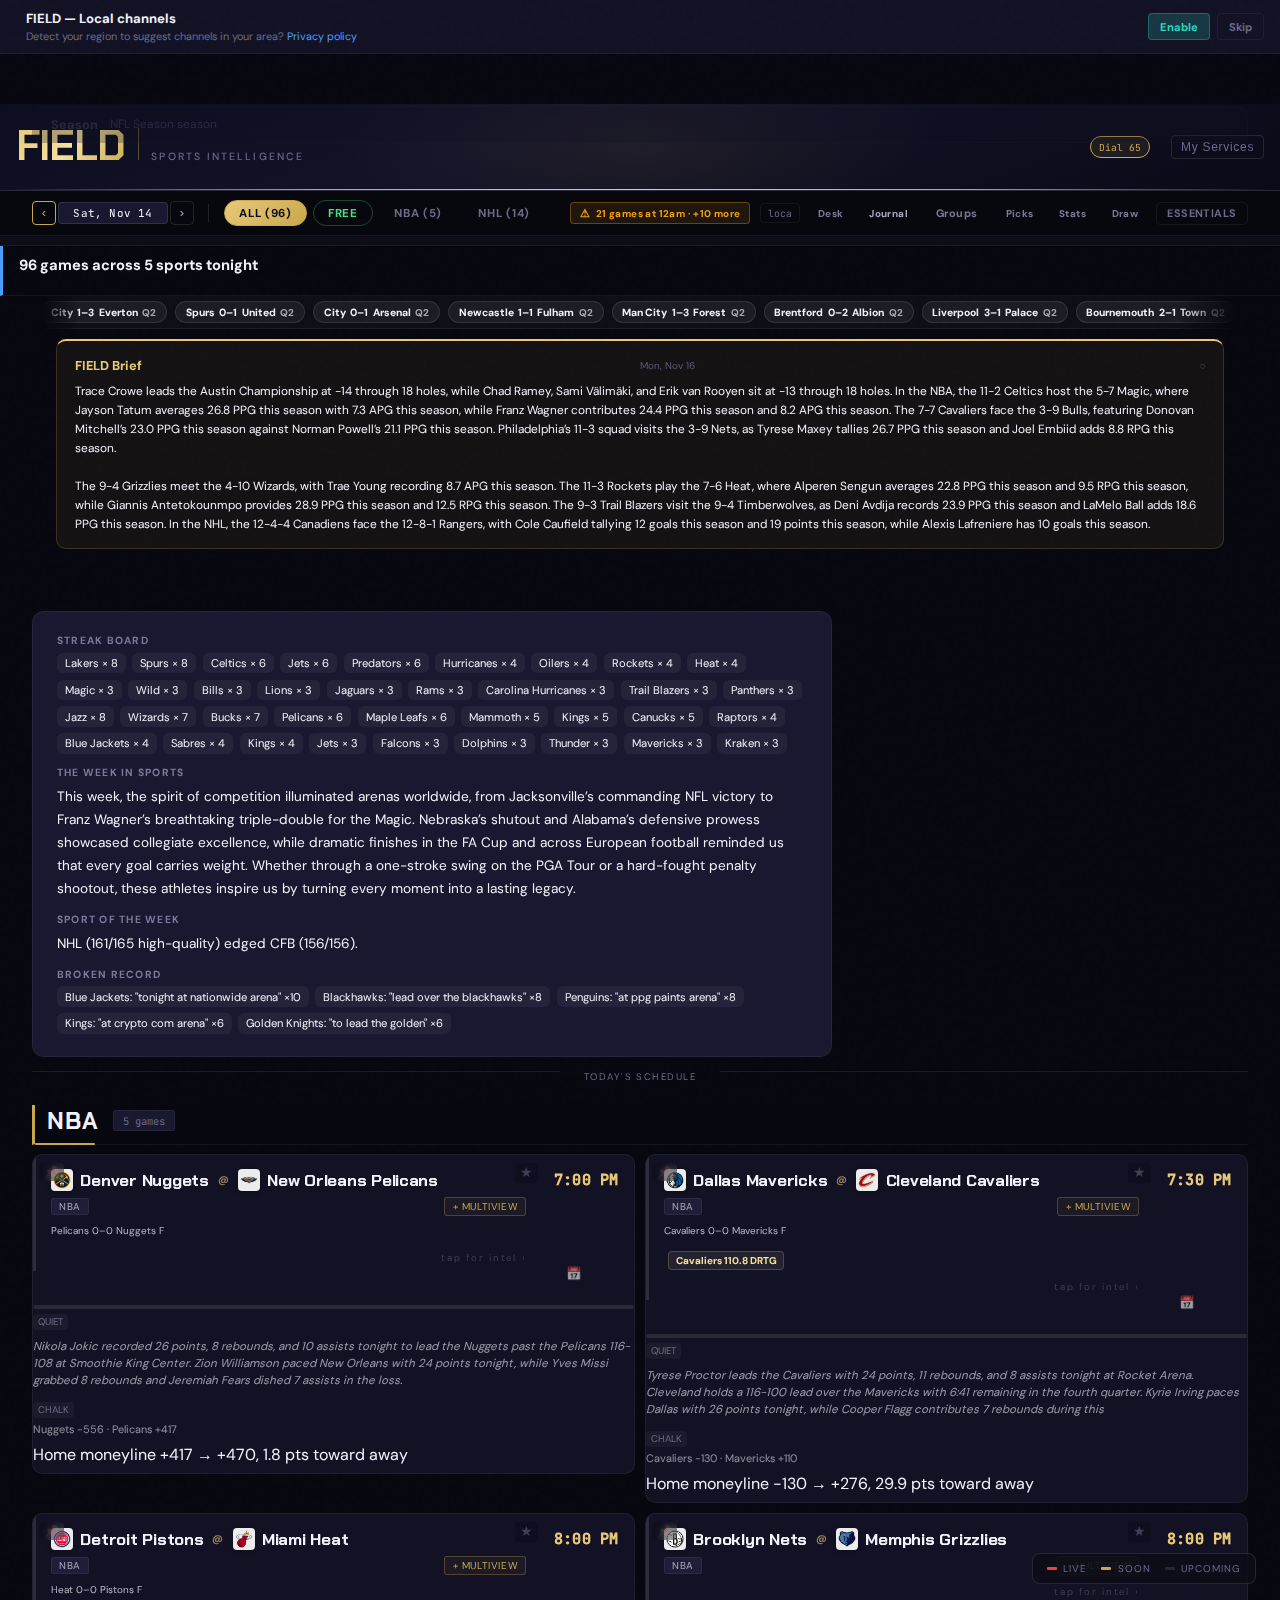 FIELD — Local channels
Detect your region to suggest channels in your area? Privacy policy
Enable
Skip
Season NFL Season season
FIELD
SPORTS INTELLIGENCE
Dial 65
My Services
‹ Sat, Nov 14 ›
ALL (96)
FREE
NBA (5)
NHL (14)
⚠ 21 games at 12am · +10 more
loca
Desk
Journal
Groups
Picks
Stats
Draw
ESSENTIALS
96 games across 5 sports tonight
City 1–3 Everton Q2
Spurs 0–1 United Q2
City 0–1 Arsenal Q2
Newcastle 1–1 Fulham Q2
Man City 1–3 Forest Q2
Brentford 0–2 Albion Q2
Liverpool 3–1 Palace Q2
Bournemouth 2–1 Town Q2
FIELD Brief
Mon, Nov 16
Trace Crowe leads the Austin Championship at -14 through 18 holes, while Chad Ramey, Sami Välimäki, and Erik van Rooyen sit at -13 through 18 holes. In the NBA, the 11-2 Celtics host the 5-7 Magic, where
Jayson Tatum averages 26.8 PPG this season with 7.3 APG this season, while Franz Wagner contributes 24.4 PPG this season and 8.2 APG this season. The 7-7 Cavaliers face the 3-9 Bulls, featuring Donovan
Mitchell's 23.0 PPG this season against Norman Powell's 21.1 PPG this season. Philadelphia's 11-3 squad visits the 3-9 Nets, as Tyrese Maxey tallies 26.7 PPG this season and Joel Embiid adds 8.8 RPG this
season.
The 9-4 Grizzlies meet the 4-10 Wizards, with Trae Young recording 8.7 APG this season. The 11-3 Rockets play the 7-6 Heat, where Alperen Sengun averages 22.8 PPG this season and 9.5 RPG this season,
while Giannis Antetokounmpo provides 28.9 PPG this season and 12.5 RPG this season. The 9-3 Trail Blazers visit the 9-4 Timberwolves, as Deni Avdija records 23.9 PPG this season and LaMelo Ball adds 18.6
PPG this season. In the NHL, the 12-4-4 Canadiens face the 12-8-1 Rangers, with Cole Caufield tallying 12 goals this season and 19 points this season, while Alexis Lafreniere has 10 goals this season.
STREAK BOARD
Lakers × 8
Spurs × 8
Celtics × 6
Jets × 6
Predators × 6
Hurricanes × 4
Oilers × 4
Rockets × 4
Heat × 4
Magic × 3
Wild × 3
Bills × 3
Lions × 3
Jaguars × 3
Rams × 3
Carolina Hurricanes × 3
Trail Blazers × 3
Panthers × 3
Jazz × 8
Wizards × 7
Bucks × 7
Pelicans × 6
Maple Leafs × 6
Mammoth × 5
Kings × 5
Canucks × 5
Raptors × 4
Blue Jackets × 4
Sabres × 4
Kings × 4
Jets × 3
Falcons × 3
Dolphins × 3
Thunder × 3
Mavericks × 3
Kraken × 3
THE WEEK IN SPORTS
This week, the spirit of competition illuminated arenas worldwide, from Jacksonville's commanding NFL victory to
Franz Wagner's breathtaking triple-double for the Magic. Nebraska's shutout and Alabama's defensive prowess
showcased collegiate excellence, while dramatic finishes in the FA Cup and across European football reminded us
that every goal carries weight. Whether through a one-stroke swing on the PGA Tour or a hard-fought penalty
shootout, these athletes inspire us by turning every moment into a lasting legacy.
SPORT OF THE WEEK
NHL (161/165 high-quality) edged CFB (156/156).
BROKEN RECORD
Blue Jackets: "tonight at nationwide arena" ×10
Blackhawks: "lead over the blackhawks" ×8
Penguins: "at ppg paints arena" ×8
Kings: "at crypto com arena" ×6
Golden Knights: "to lead the golden" ×6
TODAY'S SCHEDULE
NBA
5 games
Denver Nuggets @ New Orleans Pelicans
★
7:00 PM
NBA
+ MULTIVIEW
Pelicans 0–0 Nuggets F
tap for intel ›
QUIET
Nikola Jokic recorded 26 points, 8 rebounds, and 10 assists tonight to lead the Nuggets past the Pelicans 116-
108 at Smoothie King Center. Zion Williamson paced New Orleans with 24 points tonight, while Yves Missi
grabbed 8 rebounds and Jeremiah Fears dished 7 assists in the loss.
CHALK
Nuggets -556 · Pelicans +417
Home moneyline +417 → +470, 1.8 pts toward away
Dallas Mavericks @ Cleveland Cavaliers
★
7:30 PM
NBA
+ MULTIVIEW
Cavaliers 0–0 Mavericks F
Cavaliers 110.8 DRTG
tap for intel ›
QUIET
Tyrese Proctor leads the Cavaliers with 24 points, 11 rebounds, and 8 assists tonight at Rocket Arena.
Cleveland holds a 116-100 lead over the Mavericks with 6:41 remaining in the fourth quarter. Kyrie Irving paces
Dallas with 26 points tonight, while Cooper Flagg contributes 7 rebounds during this
CHALK
Cavaliers -130 · Mavericks +110
Home moneyline -130 → +276, 29.9 pts toward away
Detroit Pistons @ Miami Heat
★
8:00 PM
NBA
+ MULTIVIEW
Heat 0–0 Pistons F
Brooklyn Nets @ Memphis Grizzlies
★
8:00 PM
NBA
tap for intel ›
LIVE
SOON
UPCOMING